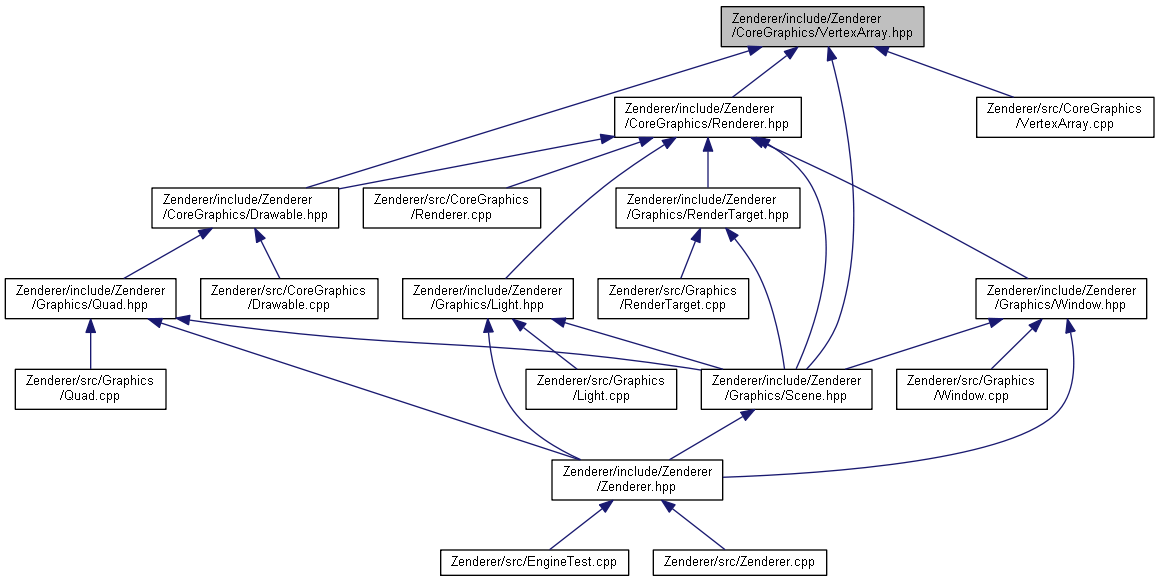 Zenderer/include/Zenderer
/CoreGraphics/VertexArray.hpp
Zenderer/include/Zenderer
/CoreGraphics/Renderer.hpp
Zenderer/src/CoreGraphics
/VertexArray.cpp
Zenderer/include/Zenderer
/CoreGraphics/Drawable.hpp
Zenderer/src/CoreGraphics
/Renderer.cpp
Zenderer/include/Zenderer
/Graphics/RenderTarget.hpp
Zenderer/include/Zenderer
/Graphics/Quad.hpp
Zenderer/src/CoreGraphics
/Drawable.cpp
Zenderer/include/Zenderer
/Graphics/Light.hpp
Zenderer/src/Graphics
/RenderTarget.cpp
Zenderer/include/Zenderer
/Graphics/Window.hpp
Zenderer/src/Graphics
/Quad.cpp
Zenderer/src/Graphics
/Light.cpp
Zenderer/include/Zenderer
/Graphics/Scene.hpp
Zenderer/src/Graphics
/Window.cpp
Zenderer/include/Zenderer
/Zenderer.hpp
Zenderer/src/EngineTest.cpp
Zenderer/src/Zenderer.cpp